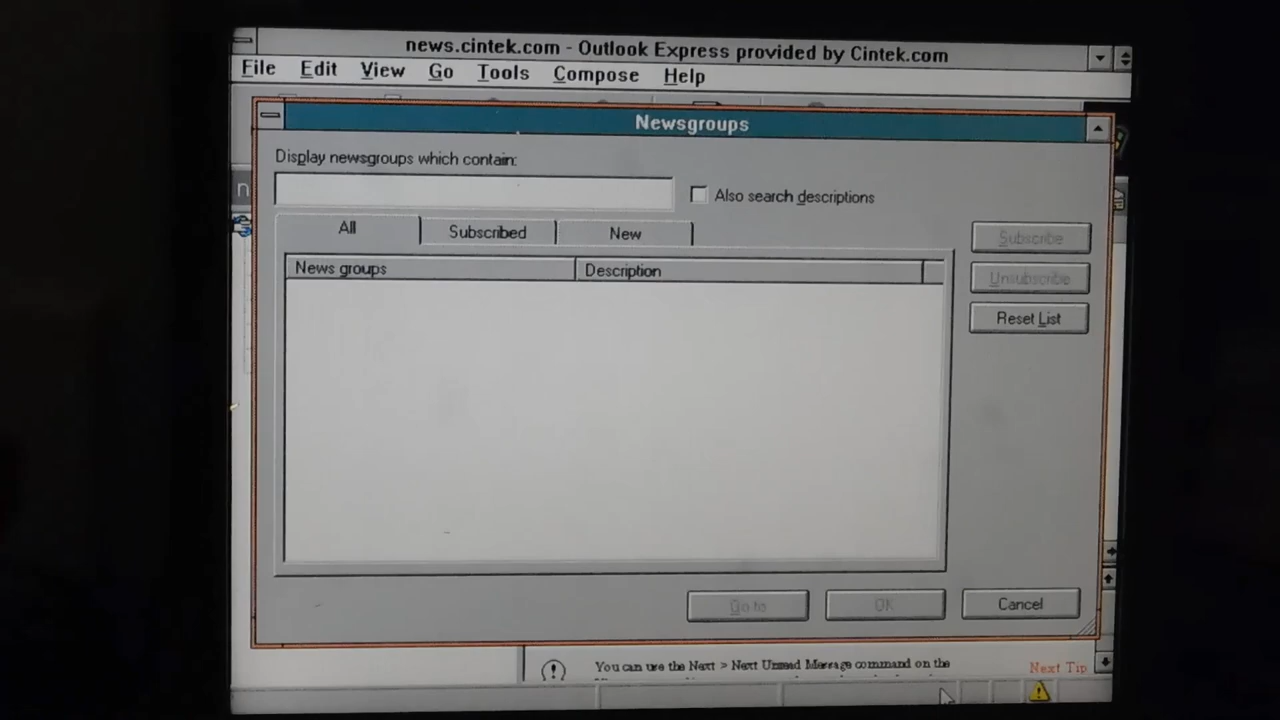 news.cintek.com - Outlook Express provided by Cintek.com
File Edit View Go Tools Compose Help
Newsgroups
Display newsgroups which contain:
Also search descriptions
All Subscribed New
Subscribe
News groups Description
Unsubscribe
Reset List
Go to OK Cancel
You can use the Next > Next Unread Message command on the
Next Tip